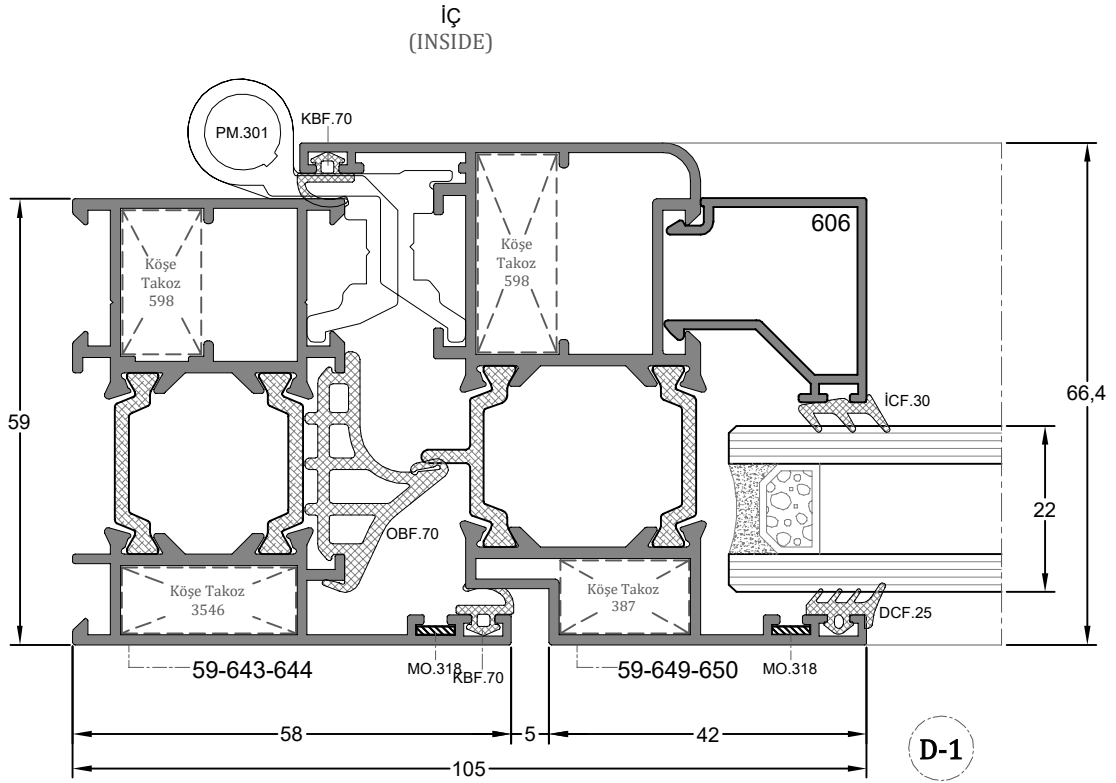 İÇ
(INSIDE)
PM.301
KBF.70
606
Köşe
Takoz
598
Köşe
Takoz
598
59
66,4
İCF.30
22
OBF.70
Köşe Takoz
3546
Köşe Takoz
387
DCF.25
59-643-644
MO.318
KBF.70
59-649-650
MO.318
58
5
42
105
D-1